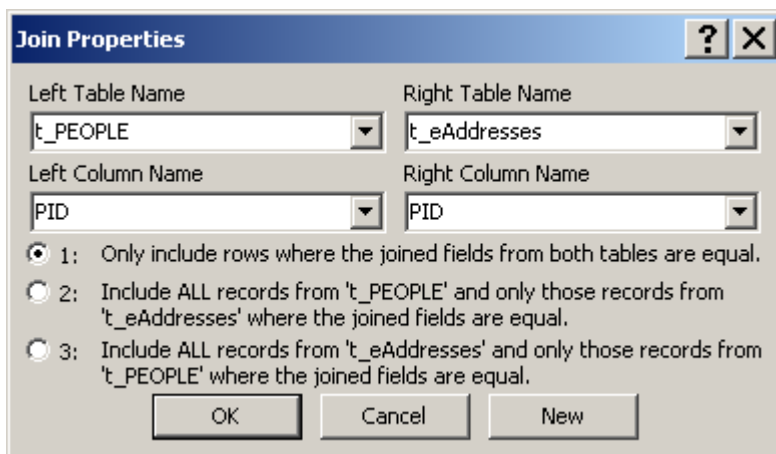 Join Properties
Left Table Name
Right Table Name
t_PEOPLE
t_eAddresses
Left Column Name
Right Column Name
PID
PID
1: Only include rows where the joined fields from both tables are equal.
2: Include ALL records from 't_PEOPLE' and only those records from
't_eAddresses' where the joined fields are equal.
3: Include ALL records from 't_eAddresses' and only those records from
't_PEOPLE' where the joined fields are equal.
OK
Cancel
New